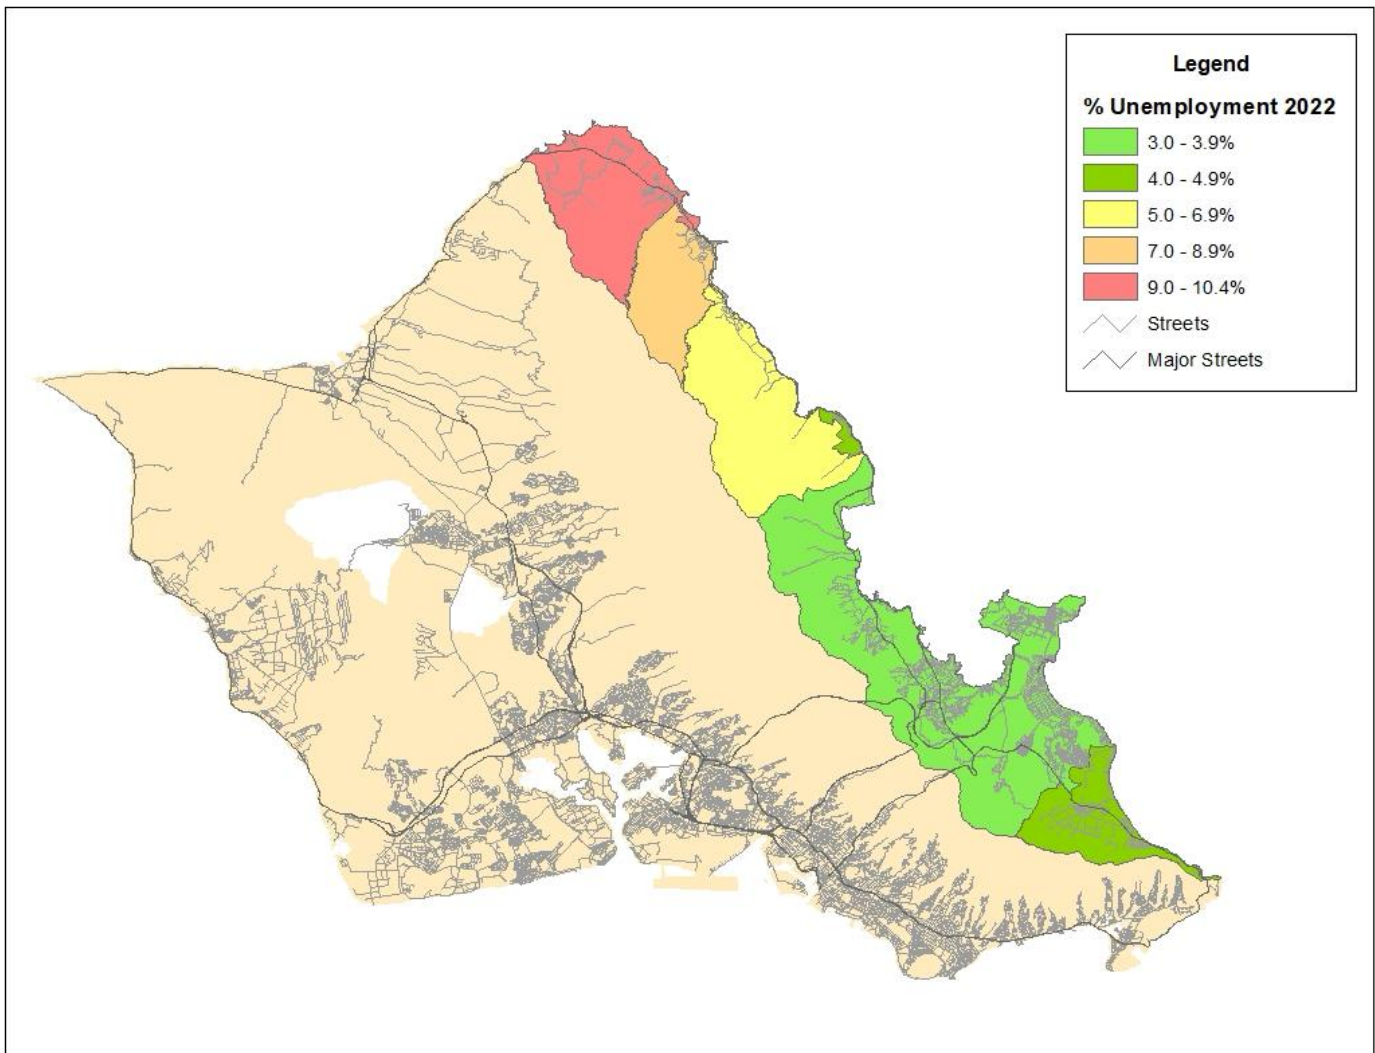 Legend
% Unemployment 2022
3.0 - 3.9%
4.0 - 4.9%
5.0 - 6.9%
7.0 - 8.9%
9.0 - 10.4%
Streets
Major Streets